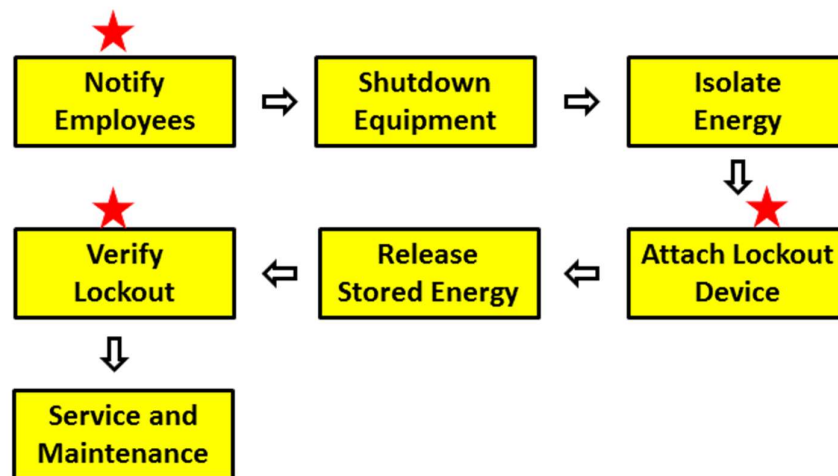 Notify
Employees
Shutdown
Equipment
Isolate
Energy
Attach Lockout
Device
Release
Stored Energy
Verify
Lockout
Service and
Maintenance